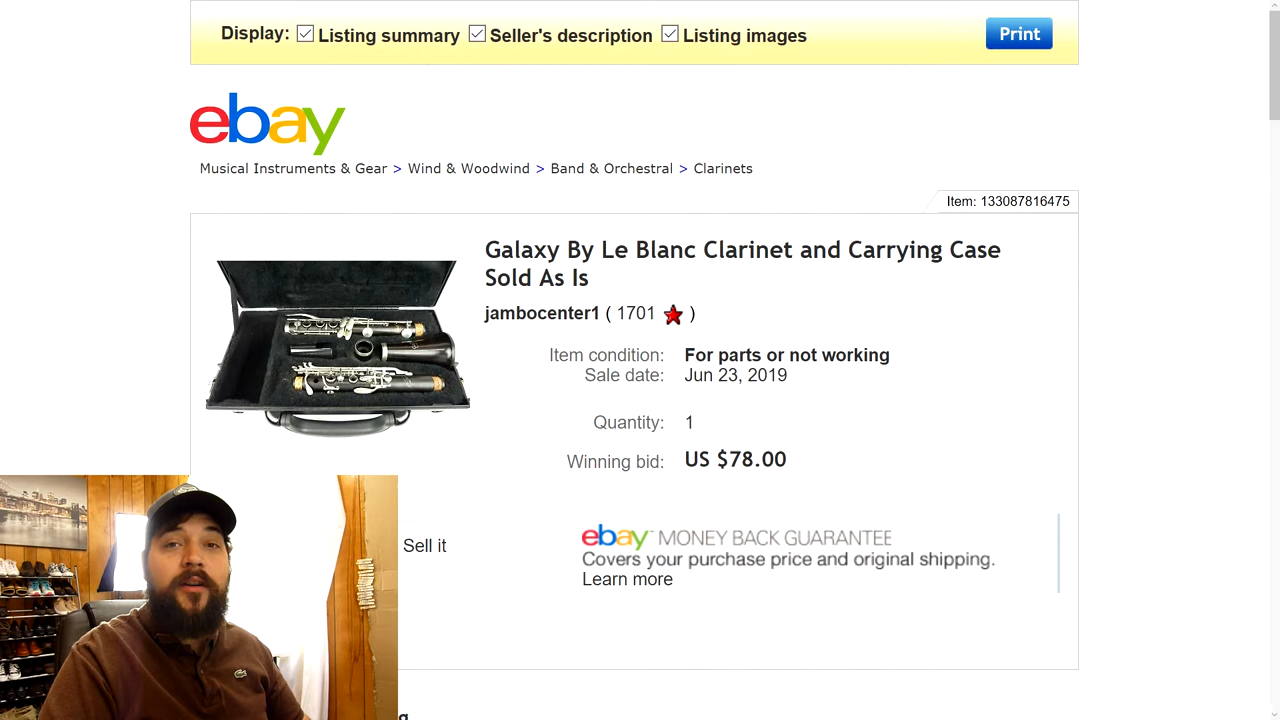 Display: Listing summary Seller's description Listing images Print
ebay
Musical Instruments & Gear > Wind & Woodwind > Band & Orchestral > Clarinets
Item: 133087816475
Galaxy By Le Blanc Clarinet and Carrying Case
Sold As Is
jambocenter1 ( 1701 )
Item condition: For parts or not working
Sale date: Jun 23, 2019
Quantity: 1
Winning bid: US $78.00
Sell it
ebay MONEY BACK GUARANTEE
Covers your purchase price and original shipping.
Learn more